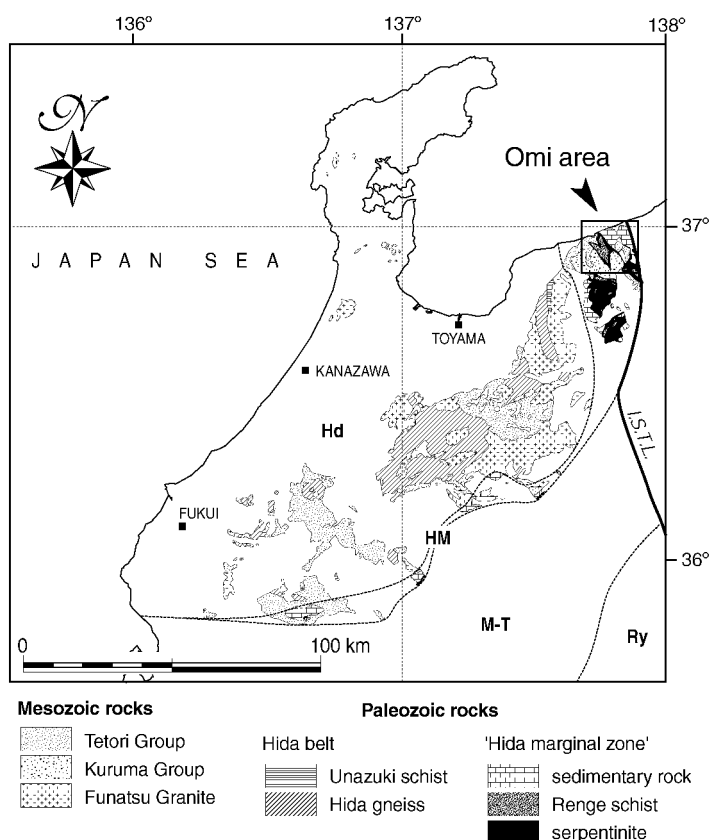 136° 137° 138°
N
Omi area
37°
JAPAN SEA
TOYAMA
KANAZAWA
Hd
I.S.T.L.
FUKUI
HM
36°
M-T
Ry
0 100 km
Mesozoic rocks
Tetori Group
Kuruma Group
Funatsu Granite
Paleozoic rocks
Hida belt
Unazuki schist
Hida gneiss
'Hida marginal zone'
sedimentary rock
Renge schist
serpentinite